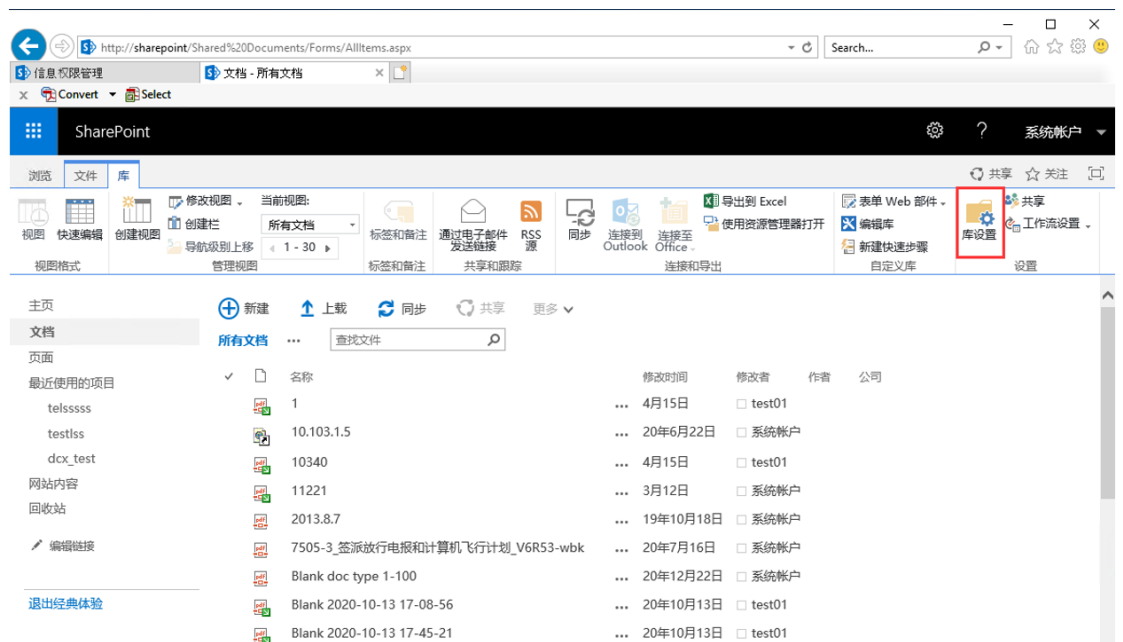 http://sharepoint/Shared%20Documents/Forms/AllItems.aspx
Search...
信息权限管理
文档 - 所有文档
x Convert Select
SharePoint
系统帐户
浏览 文件 库
共享 关注
视图
快速编辑
创建视图
修改视图
创建栏
导航级别上移
当前视图:
所有文档
1 - 30
标签和备注
通过电子邮件
发送链接
RSS
源
同步
连接到
Outlook
连接至
Office
导出到 Excel
使用资源管理器打开
表单 Web 部件
编辑库
新建快速步骤
库设置
共享
工作流设置
视图格式 管理视图 标签和备注 共享和跟踪 连接和导出 自定义库 设置
主页
文档
页面
最近使用的项目
telsssss
testlss
dcx_test
网站内容
回收站
编辑链接
退出经典体验
新建 上载 同步 共享 更多
所有文档 ... 查找文件
名称 修改时间 修改者 作者 公司
1 ... 4月15日 test01
10.103.1.5 ... 20年6月22日 系统帐户
10340 ... 4月15日 test01
11221 ... 3月12日 系统帐户
2013.8.7 ... 19年10月18日 系统帐户
7505-3_签派放行电报和计算机飞行计划_V6R53-wbk ... 20年7月16日 系统帐户
Blank doc type 1-100 ... 20年12月22日 系统帐户
Blank 2020-10-13 17-08-56 ... 20年10月13日 test01
Blank 2020-10-13 17-45-21 ... 20年10月13日 test01